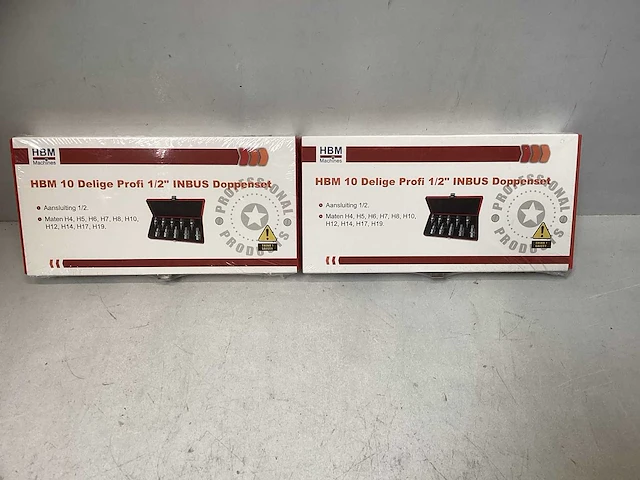 HBM
Machines
HBM 10 Delige Profi 1/2" INBUS Doppenset
Aansluiting 1/2.
Maten H4, H5, H6, H7, H8, H10,
H12, H14, H17, H19.
PROFESSIONAL
PRODUCTS
HBM
Machines
HBM 10 Delige Profi 1/2" INBUS Doppenset
Aansluiting 1/2.
Maten H4, H5, H6, H7, H8, H10,
H12, H14, H17, H19.
PROFESSIONAL
PRODUCTS